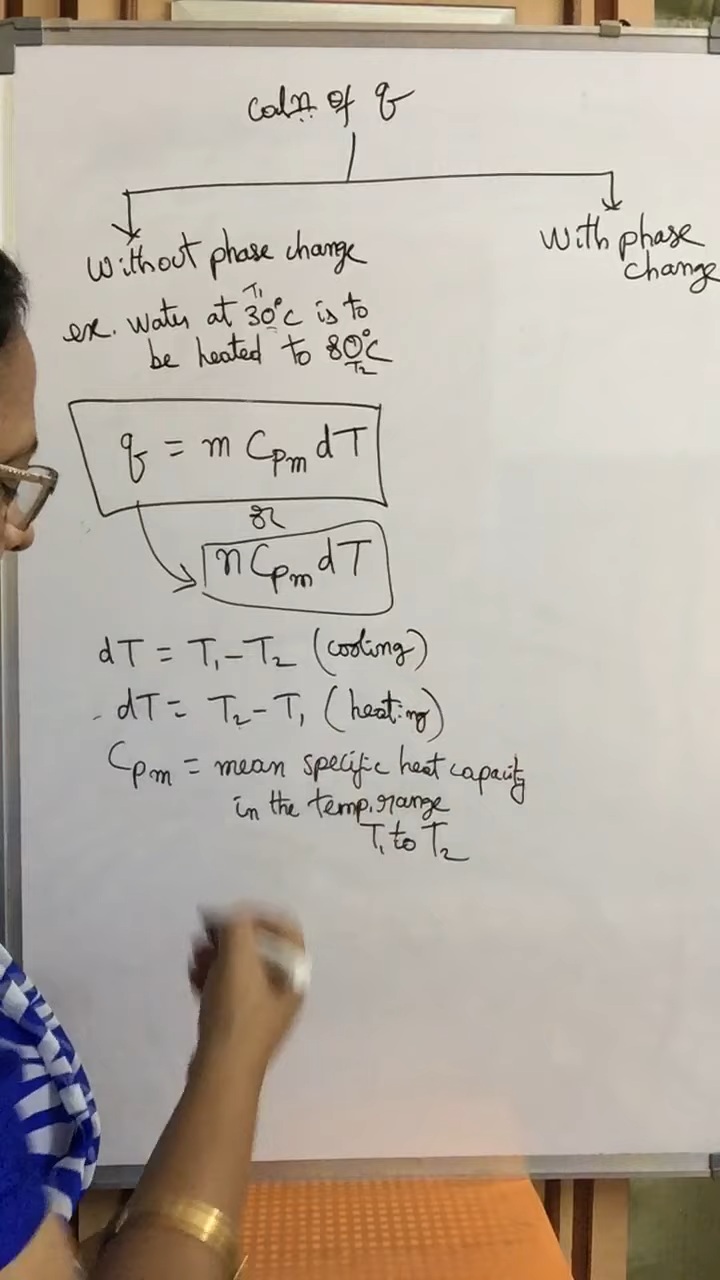 caln of q
Without phase change
With phase
change
T₁
ex. Water at 30°C is to
be heated to 80°C
T₂
q = m Cpm dT
or
n Cpm dT
dT = T₁ - T₂ (cooling)
- dT = T₂ - T₁ (heating)
Cpm = mean specific heat capacity
in the temp. range
T₁ to T₂